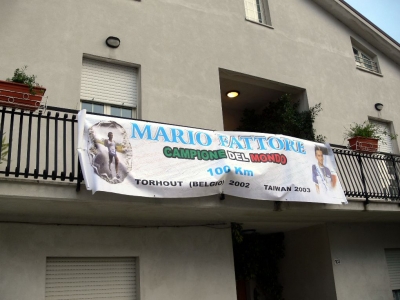 MARIO FATTORE
CAMPIONE DEL MONDO
100 Km
TORHOUT (BELGIO) 2002 TAIWAN 2003